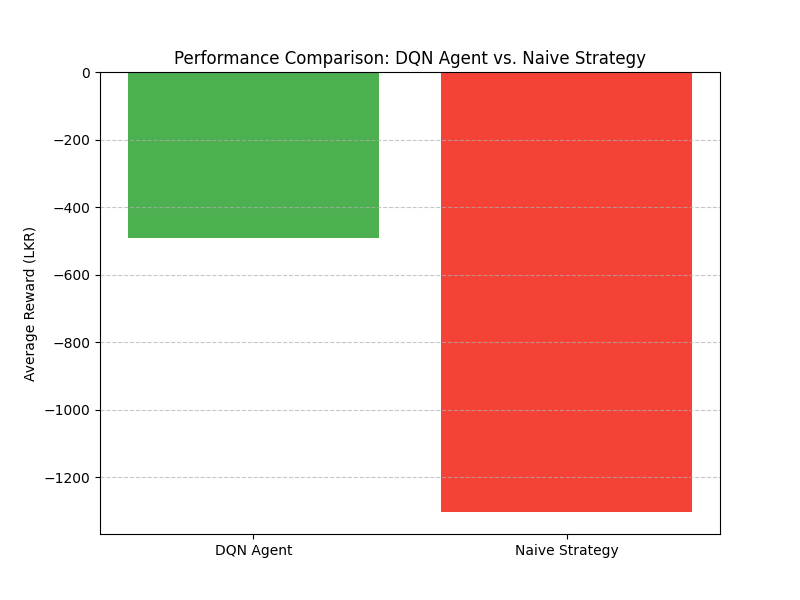 Performance Comparison: DQN Agent vs. Naive Strategy
Average Reward (LKR)
0
−200
−400
−600
−800
−1000
−1200
DQN Agent
Naive Strategy